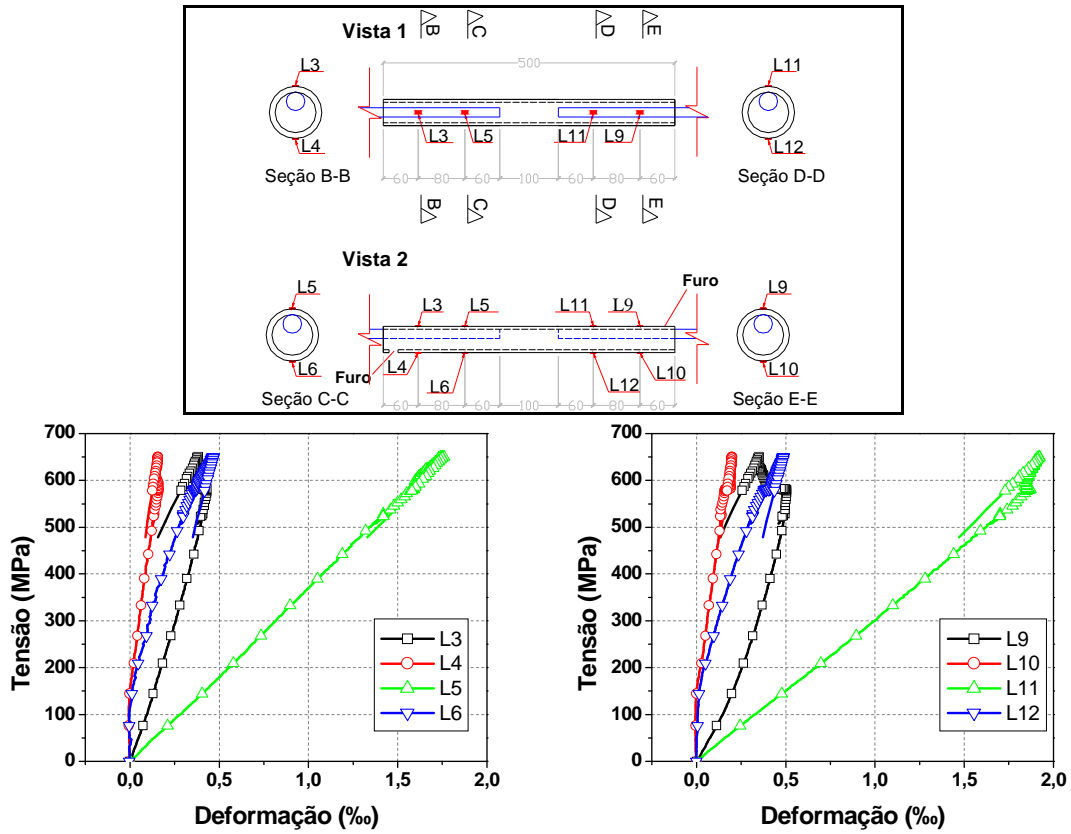 Vista 1
B
C
D
E
500
L3
L4
Seção B-B
L11
L12
Seção D-D
L3
L5
L11
L9
60
80
60
100
60
80
60
B
C
D
E
Vista 2
Furo
L5
L6
Seção C-C
L9
L10
Seção E-E
L3
L5
L11
L9
L4
L6
L12
L10
Furo
60
80
60
100
60
80
60
700
600
500
400
300
200
100
0
0,0
0,5
1,0
1,5
2,0
Tensão (MPa)
Deformação (‰)
L3
L4
L5
L6
700
600
500
400
300
200
100
0
0,0
0,5
1,0
1,5
2,0
Tensão (MPa)
Deformação (‰)
L9
L10
L11
L12